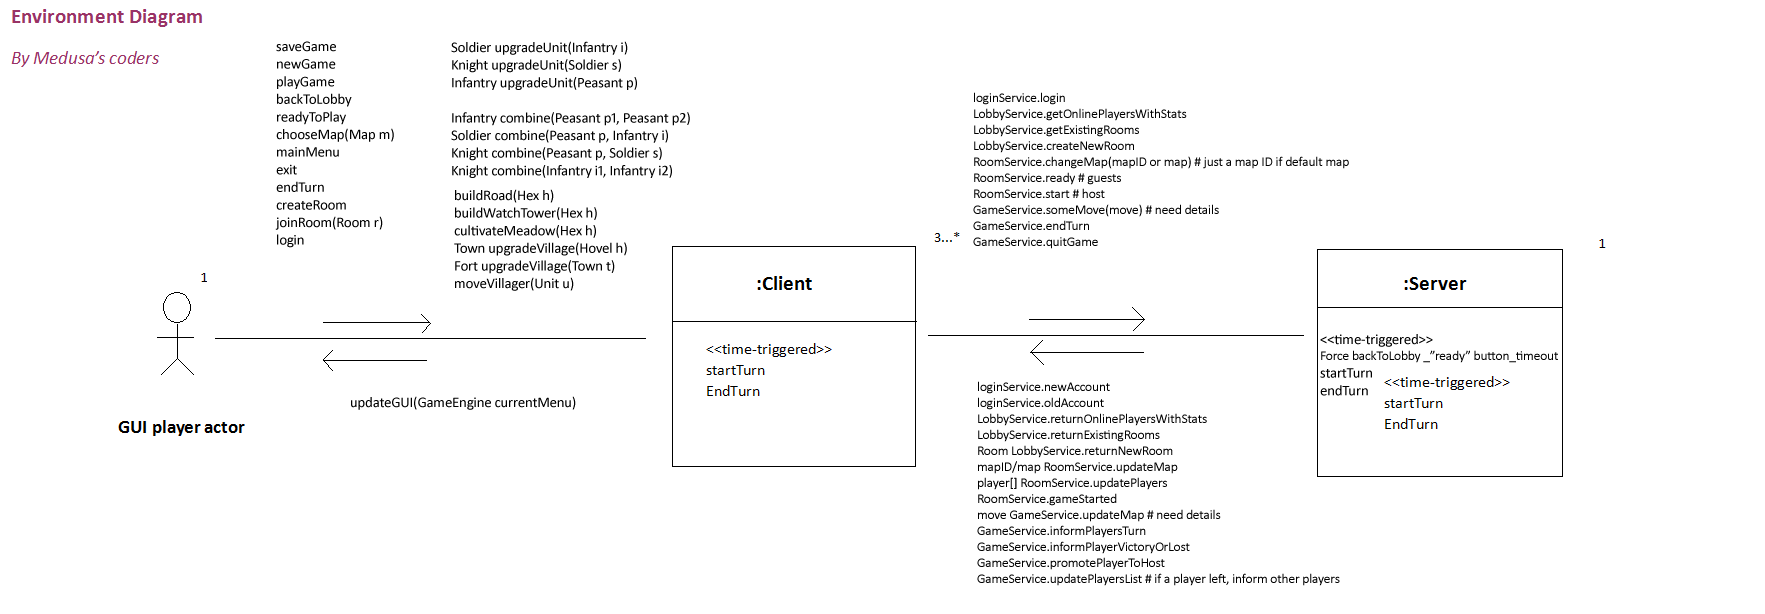 Environment Diagram
By Medusa's coders
saveGame
newGame
playGame
backToLobby
readyToPlay
chooseMap(Map m)
mainMenu
exit
endTurn
createRoom
joinRoom(Room r)
login
Soldier upgradeUnit(Infantry i)
Knight upgradeUnit(Soldier s)
Infantry upgradeUnit(Peasant p)
Infantry combine(Peasant p1, Peasant p2)
Soldier combine(Peasant p, Infantry i)
Knight combine(Peasant p, Soldier s)
Knight combine(Infantry i1, Infantry i2)
buildRoad(Hex h)
buildWatchTower(Hex h)
cultivateMeadow(Hex h)
Town upgradeVillage(Hovel h)
Fort upgradeVillage(Town t)
moveVillager(Unit u)
1
GUI player actor
updateGUI(GameEngine currentMenu)
:Client
<<time-triggered>>
startTurn
EndTurn
3...*
loginService.login
LobbyService.getOnlinePlayersWithStats
LobbyService.getExistingRooms
LobbyService.createNewRoom
RoomService.changeMap(mapID or map) # just a map ID if default map
RoomService.ready # guests
RoomService.start # host
GameService.someMove(move) # need details
GameService.endTurn
GameService.quitGame
loginService.newAccount
loginService.oldAccount
LobbyService.returnOnlinePlayersWithStats
LobbyService.returnExistingRooms
Room LobbyService.returnNewRoom
mapID/map RoomService.updateMap
player[] RoomService.updatePlayers
RoomService.gameStarted
move GameService.updateMap # need details
GameService.informPlayersTurn
GameService.informPlayerVictoryOrLost
GameService.promotePlayerToHost
GameService.updatePlayersList # if a player left, inform other players
1
:Server
<<time-triggered>>
Force backToLobby _"ready" button_timeout
startTurn
endTurn
<<time-triggered>>
startTurn
EndTurn